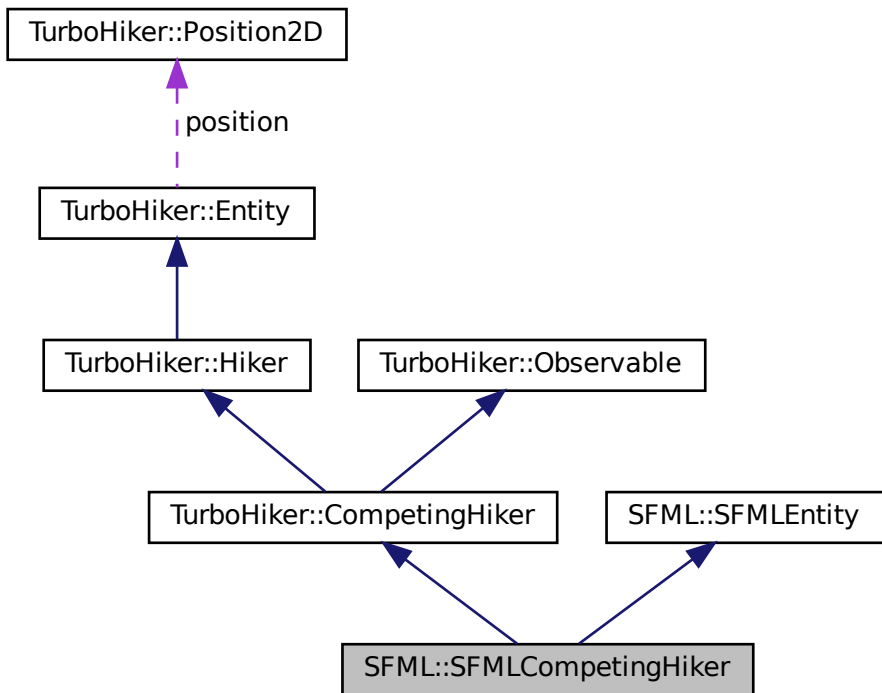 TurboHiker::Position2D
position
TurboHiker::Entity
TurboHiker::Hiker
TurboHiker::Observable
TurboHiker::CompetingHiker
SFML::SFMLEntity
SFML::SFMLCompetingHiker